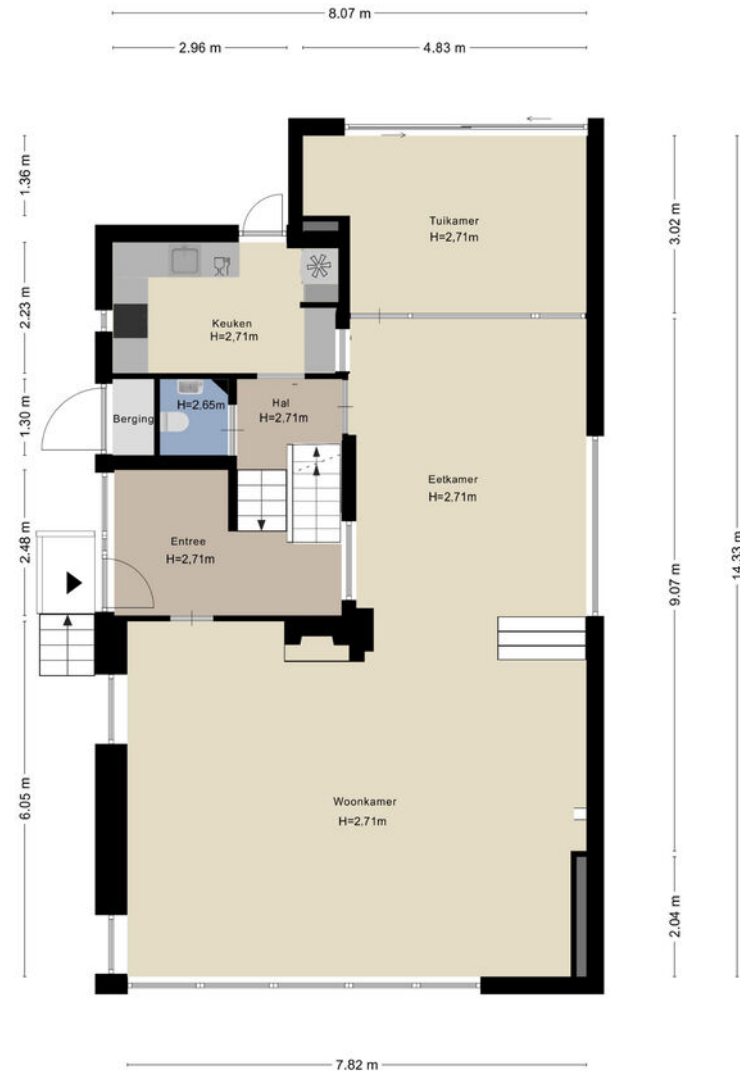 8.07 m
2.96 m
4.83 m
1.36 m
Tuikamer
H=2,71m
3.02 m
2.23 m
Keuken
H=2,71m
1.30 m
Berging
H=2.65m
Hal
H=2.71m
Eetkamer
H=2,71m
2.48 m
Entree
H=2,71m
14.33 m
9.07 m
6.05 m
Woonkamer
H=2.71m
2.04 m
7.82 m